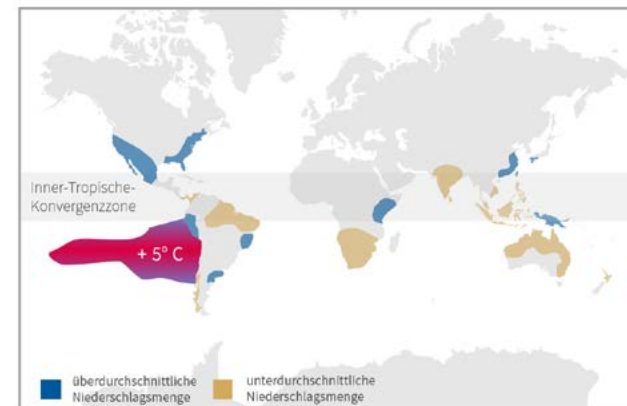 Inner-Tropische-
Konvergenzzone
+ 5° C
überdurchschnittliche
Niederschlagsmenge
unterdurchschnittliche
Niederschlagsmenge